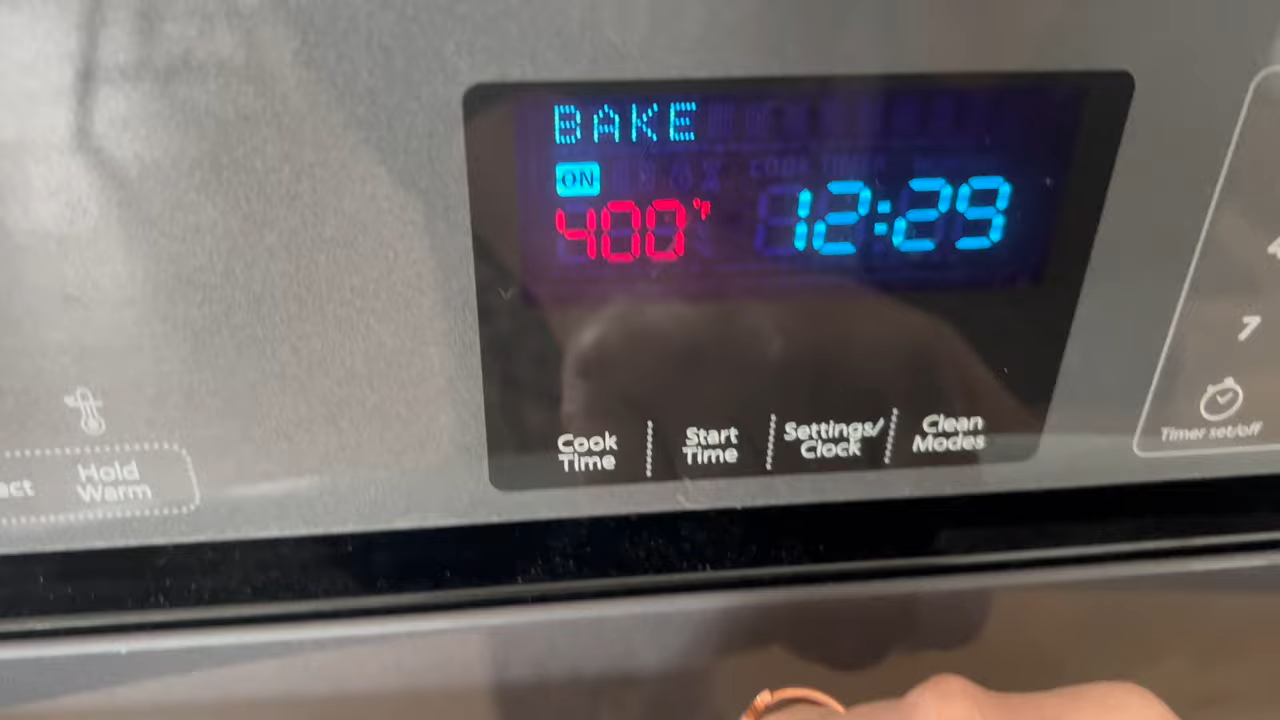 BAKE
ON
400°F 12:29
7
Cook Time
Start Time
Settings/ Clock
Clean Modes
Timer set/off
Hold Warm